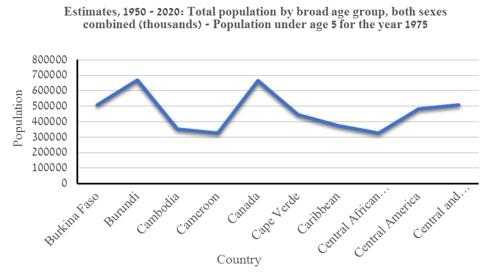 Estimates, 1950 - 2020: Total population by broad age group, both sexes
combined (thousands) - Population under age 5 for the year 1975
800000
700000
600000
500000
400000
300000
200000
100000
0
Population
Burkina Faso
Burundi
Cambodia
Cameroon
Canada
Cape Verde
Caribbean
Central African...
Central America
Central and...
Country